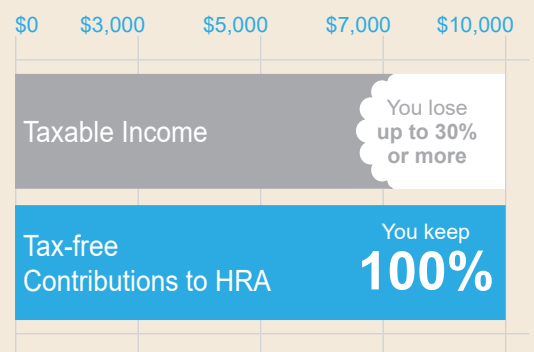 $0 $3,000 $5,000 $7,000 $10,000
Taxable Income
You lose
up to 30%
or more
Tax-free
Contributions to HRA
You keep
100%